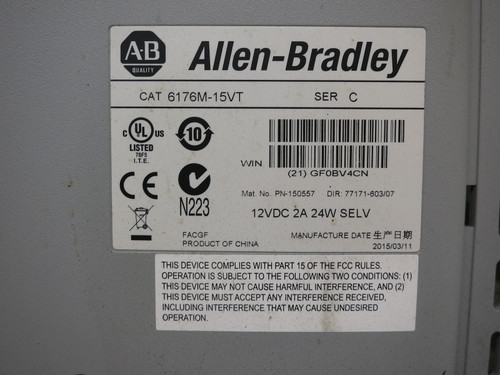 A-B
QUALITY
Allen-Bradley
CAT 6176M-15VT SER C
C UL US
LISTED
78F5
I.T.E.
10
WIN
(21) GF0BV4CN
Mat. No. PN-150557 DIR: 77171-603/07
CE
N223
12VDC 2A 24W SELV
FACGF
PRODUCT OF CHINA
MANUFACTURE DATE 生产日期
2015/03/11
THIS DEVICE COMPLIES WITH PART 15 OF THE FCC RULES.
OPERATION IS SUBJECT TO THE FOLLOWING TWO CONDITIONS: (1)
THIS DEVICE MAY NOT CAUSE HARMFUL INTERFERENCE, AND (2)
THIS DEVICE MUST ACCEPT ANY INTERFERENCE RECEIVED,
INCLUDING INTERFERENCE THAT MAY CAUSE UNDESIRED
OPERATION.